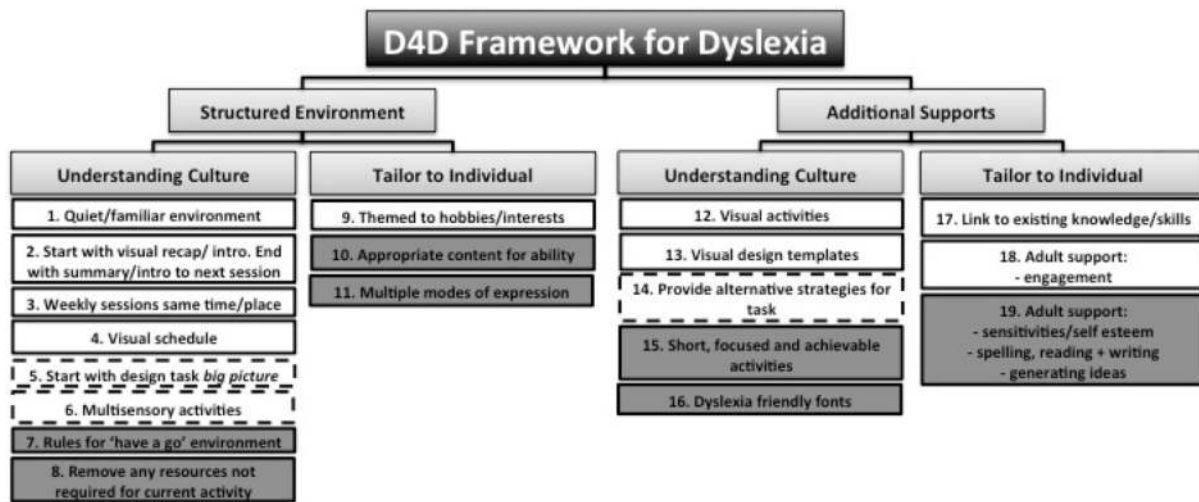 D4D Framework for Dyslexia
Structured Environment
Understanding Culture
1. Quiet/familiar environment
2. Start with visual recap/ intro. End
with summary/intro to next session
3. Weekly sessions same time/place
4. Visual schedule
5. Start with design task big picture
6. Multisensory activities
7. Rules for 'have a go' environment
8. Remove any resources not
required for current activity
Tailor to Individual
9. Themed to hobbies/interests
10. Appropriate content for ability
11. Multiple modes of expression
Additional Supports
Understanding Culture
12. Visual activities
13. Visual design templates
14. Provide alternative strategies for
task
15. Short, focused and achievable
activities
16. Dyslexia friendly fonts
Tailor to Individual
17. Link to existing knowledge/skills
18. Adult support:
- engagement
19. Adult support:
- sensitivities/self esteem
- spelling, reading + writing
- generating ideas